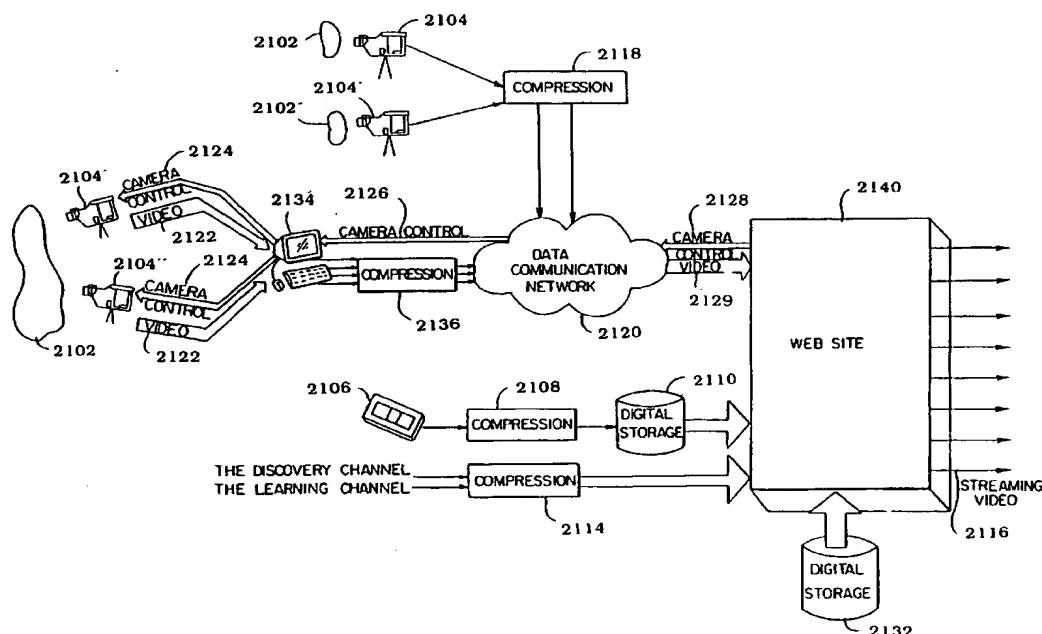 2102
2104
2118
COMPRESSION
2104'
2102'
2124
2104'
CAMERA
CONTROL
VIDEO
2122
2134
2126
CAMERA CONTROL
2128
2140
CAMERA
CONTROL
VIDEO
2129
DATA
COMMUNICATION
NETWORK
2120
COMPRESSION
2136
2104''
2124
CAMERA
CONTROL
VIDEO
2122
2102
WEB SITE
2106
2108
2110
COMPRESSION
DIGITAL
STORAGE
THE DISCOVERY CHANNEL
THE LEARNING CHANNEL
COMPRESSION
2114
STREAMING
VIDEO
2116
DIGITAL
STORAGE
2132